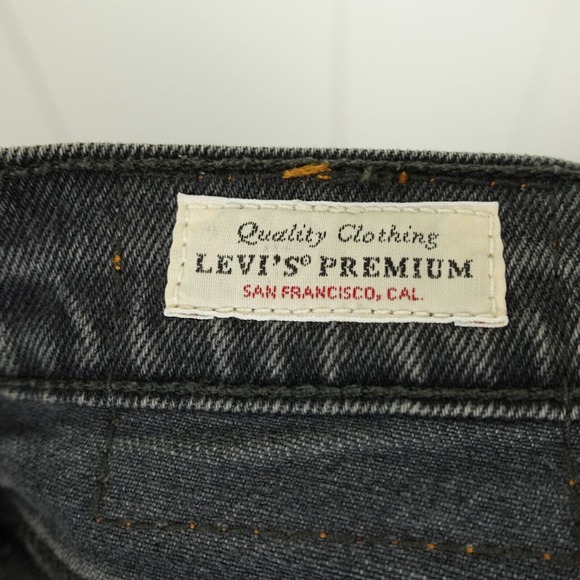 Quality Clothing
LEVI'S® PREMIUM
SAN FRANCISCO, CAL.